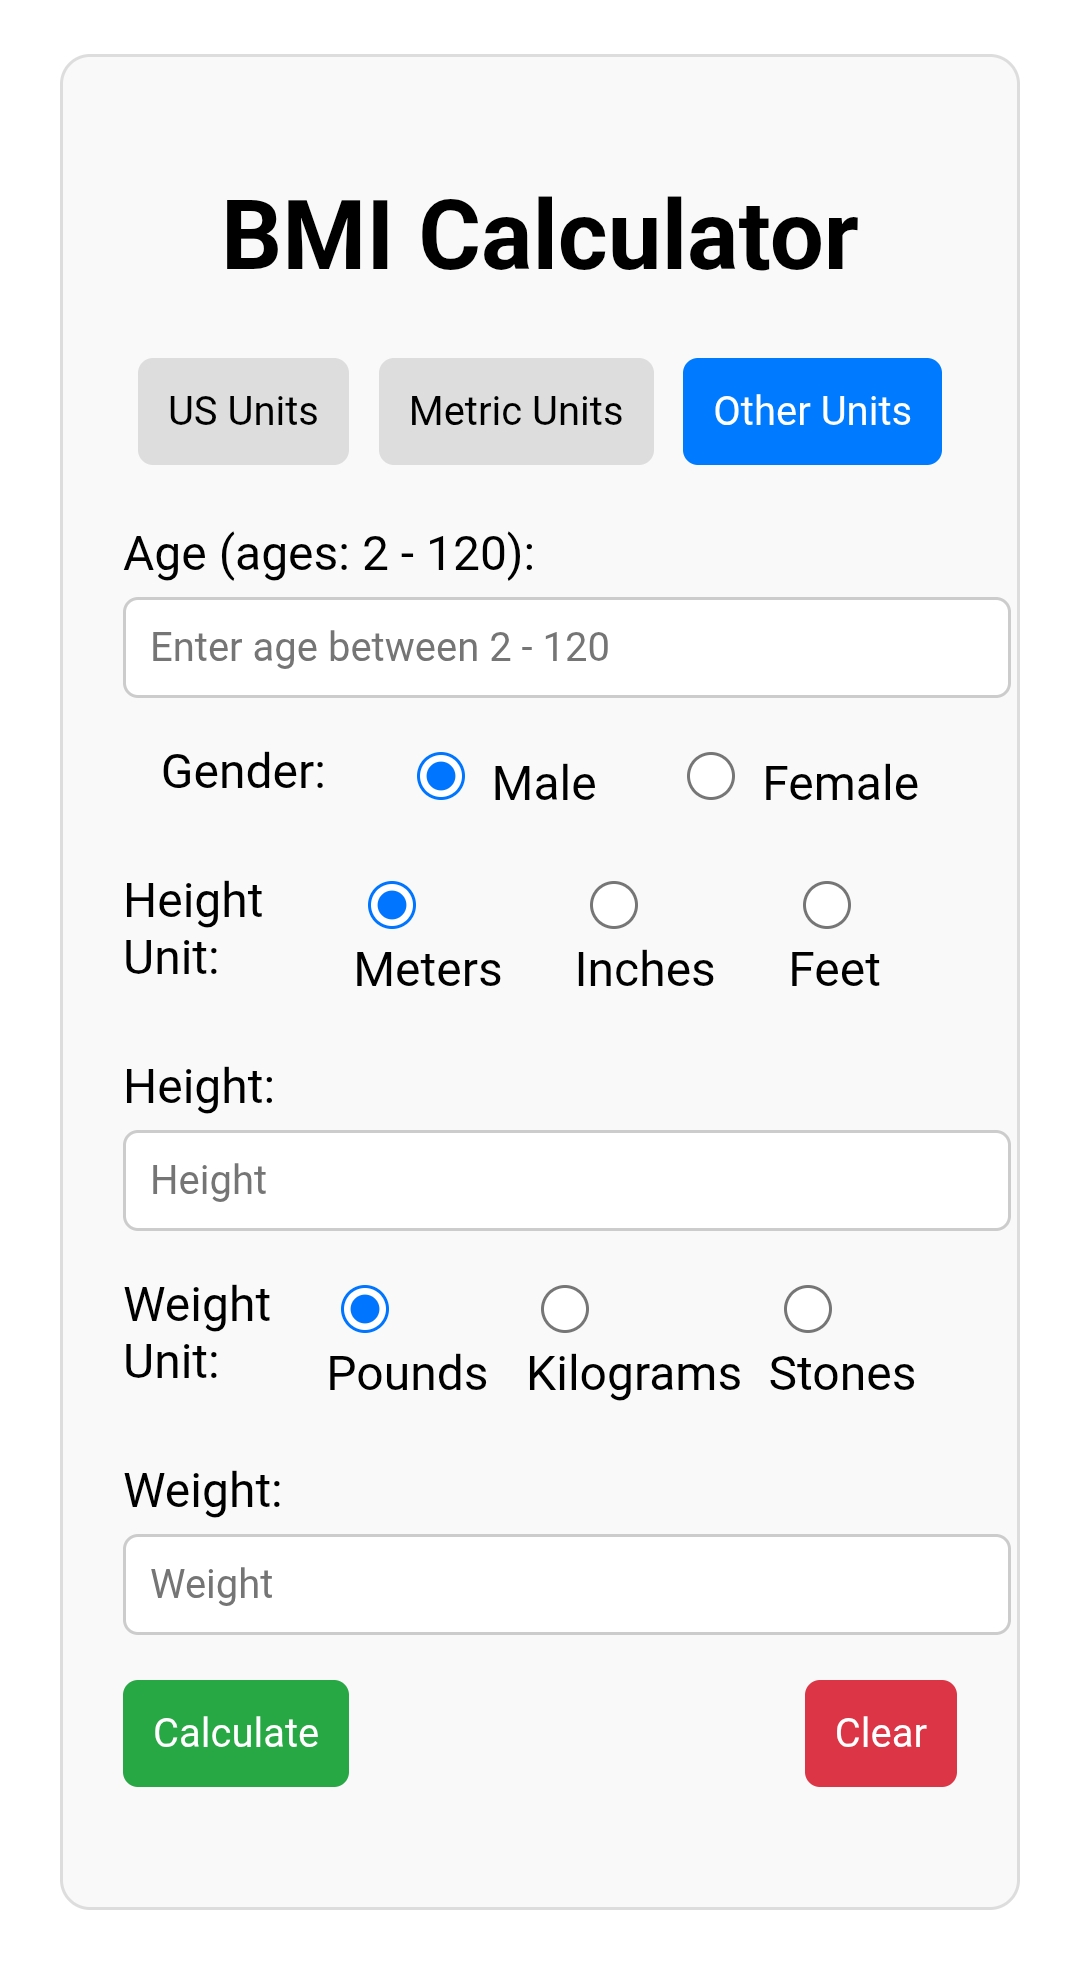 BMI Calculator
US Units Metric Units Other Units
Age (ages: 2 - 120):
Enter age between 2 - 120
Gender: Male Female
Height
Unit:
Meters Inches Feet
Height:
Height
Weight
Unit:
Pounds Kilograms Stones
Weight:
Weight
Calculate Clear